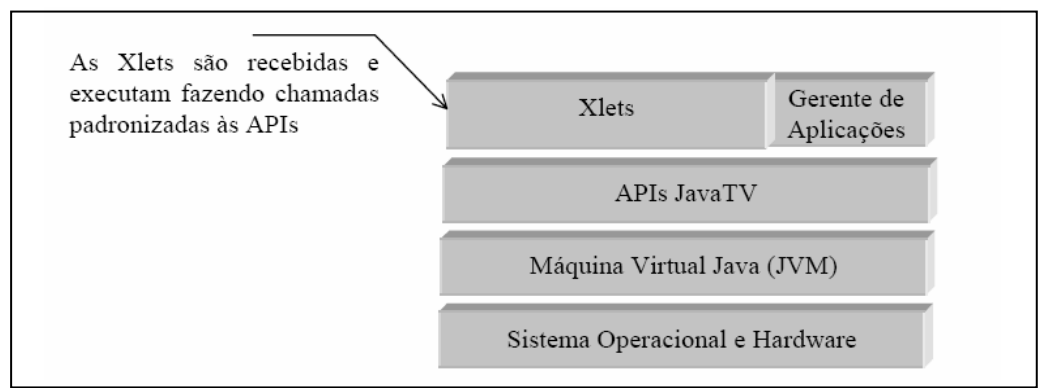 As Xlets são recebidas e
executam fazendo chamadas
padronizadas às APIs
Xlets
Gerente de
Aplicações
APIs JavaTV
Máquina Virtual Java (JVM)
Sistema Operacional e Hardware